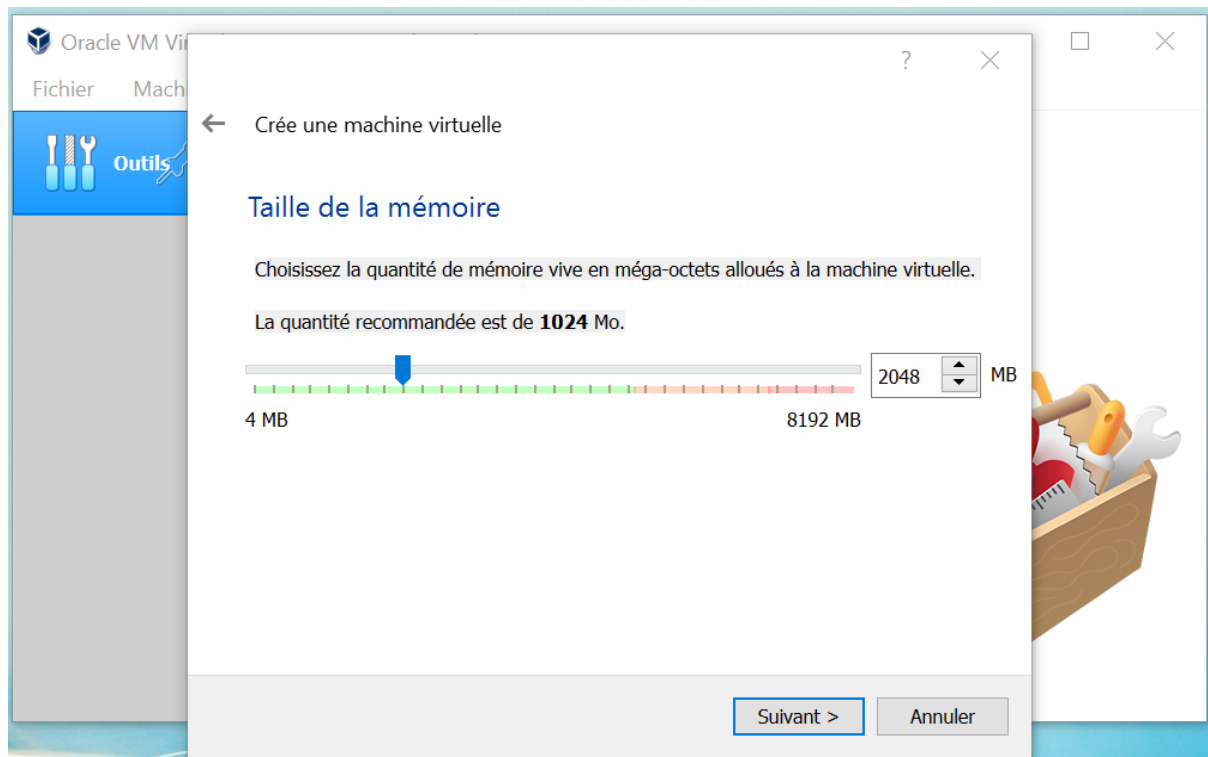 Oracle VM
?
Fichier
Crée une machine virtuelle
Outils
Taille de la mémoire
Choisissez la quantité de mémoire vive en méga-octets alloués à la machine virtuelle.
La quantité recommandée est de 1024 Mo.
2048 MB
4 MB 8192 MB
Suivant > Annuler